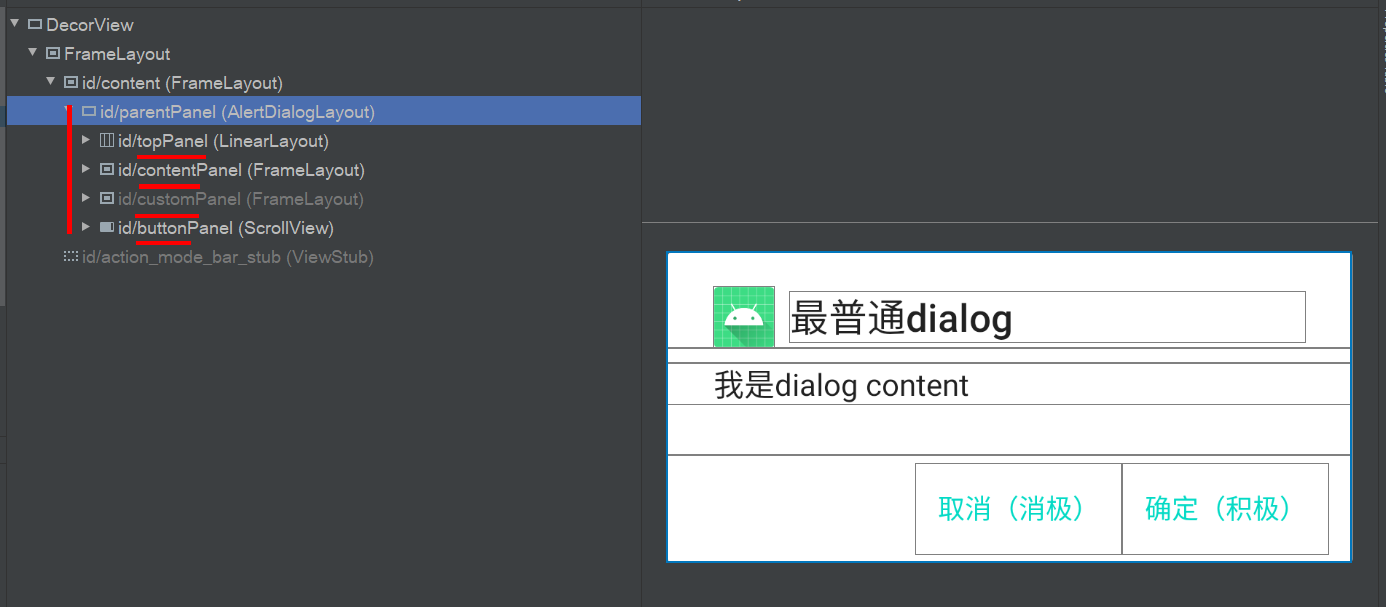 DecorView
FrameLayout
id/content (FrameLayout)
id/parentPanel (AlertDialogLayout)
id/topPanel (LinearLayout)
id/contentPanel (FrameLayout)
id/customPanel (FrameLayout)
id/buttonPanel (ScrollView)
id/action_mode_bar_stub (ViewStub)
最普通dialog
我是dialog content
取消（消极）
确定（积极）